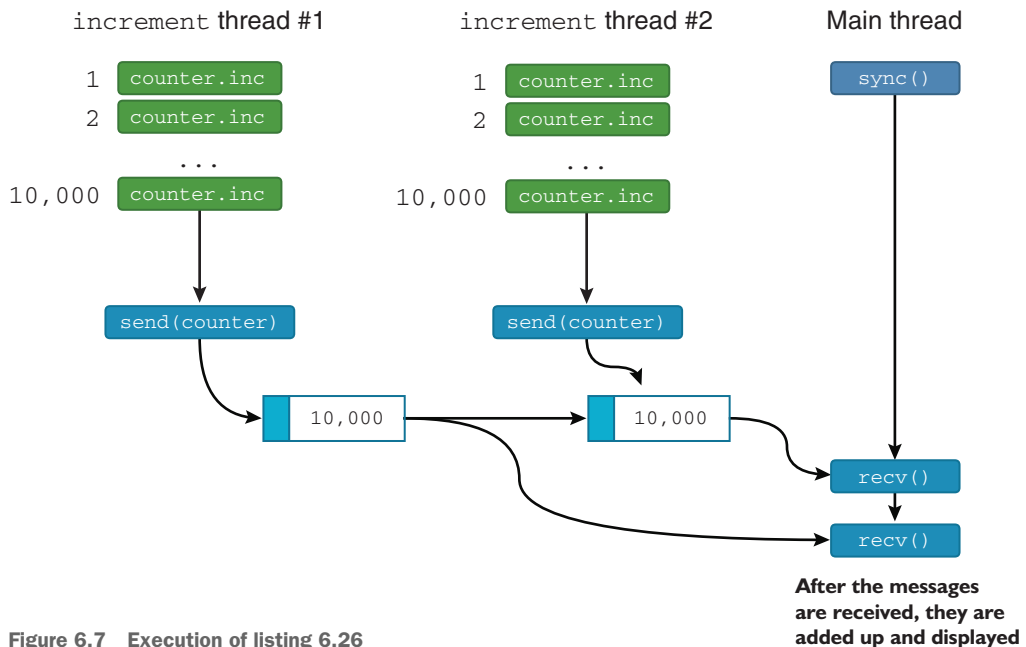 increment thread #1
increment thread #2
Main thread
1 counter.inc
2 counter.inc
...
10,000 counter.inc
1 counter.inc
2 counter.inc
...
10,000 counter.inc
sync()
send(counter)
send(counter)
10,000
10,000
recv()
recv()
After the messages
are received, they are
added up and displayed
Figure 6.7 Execution of listing 6.26